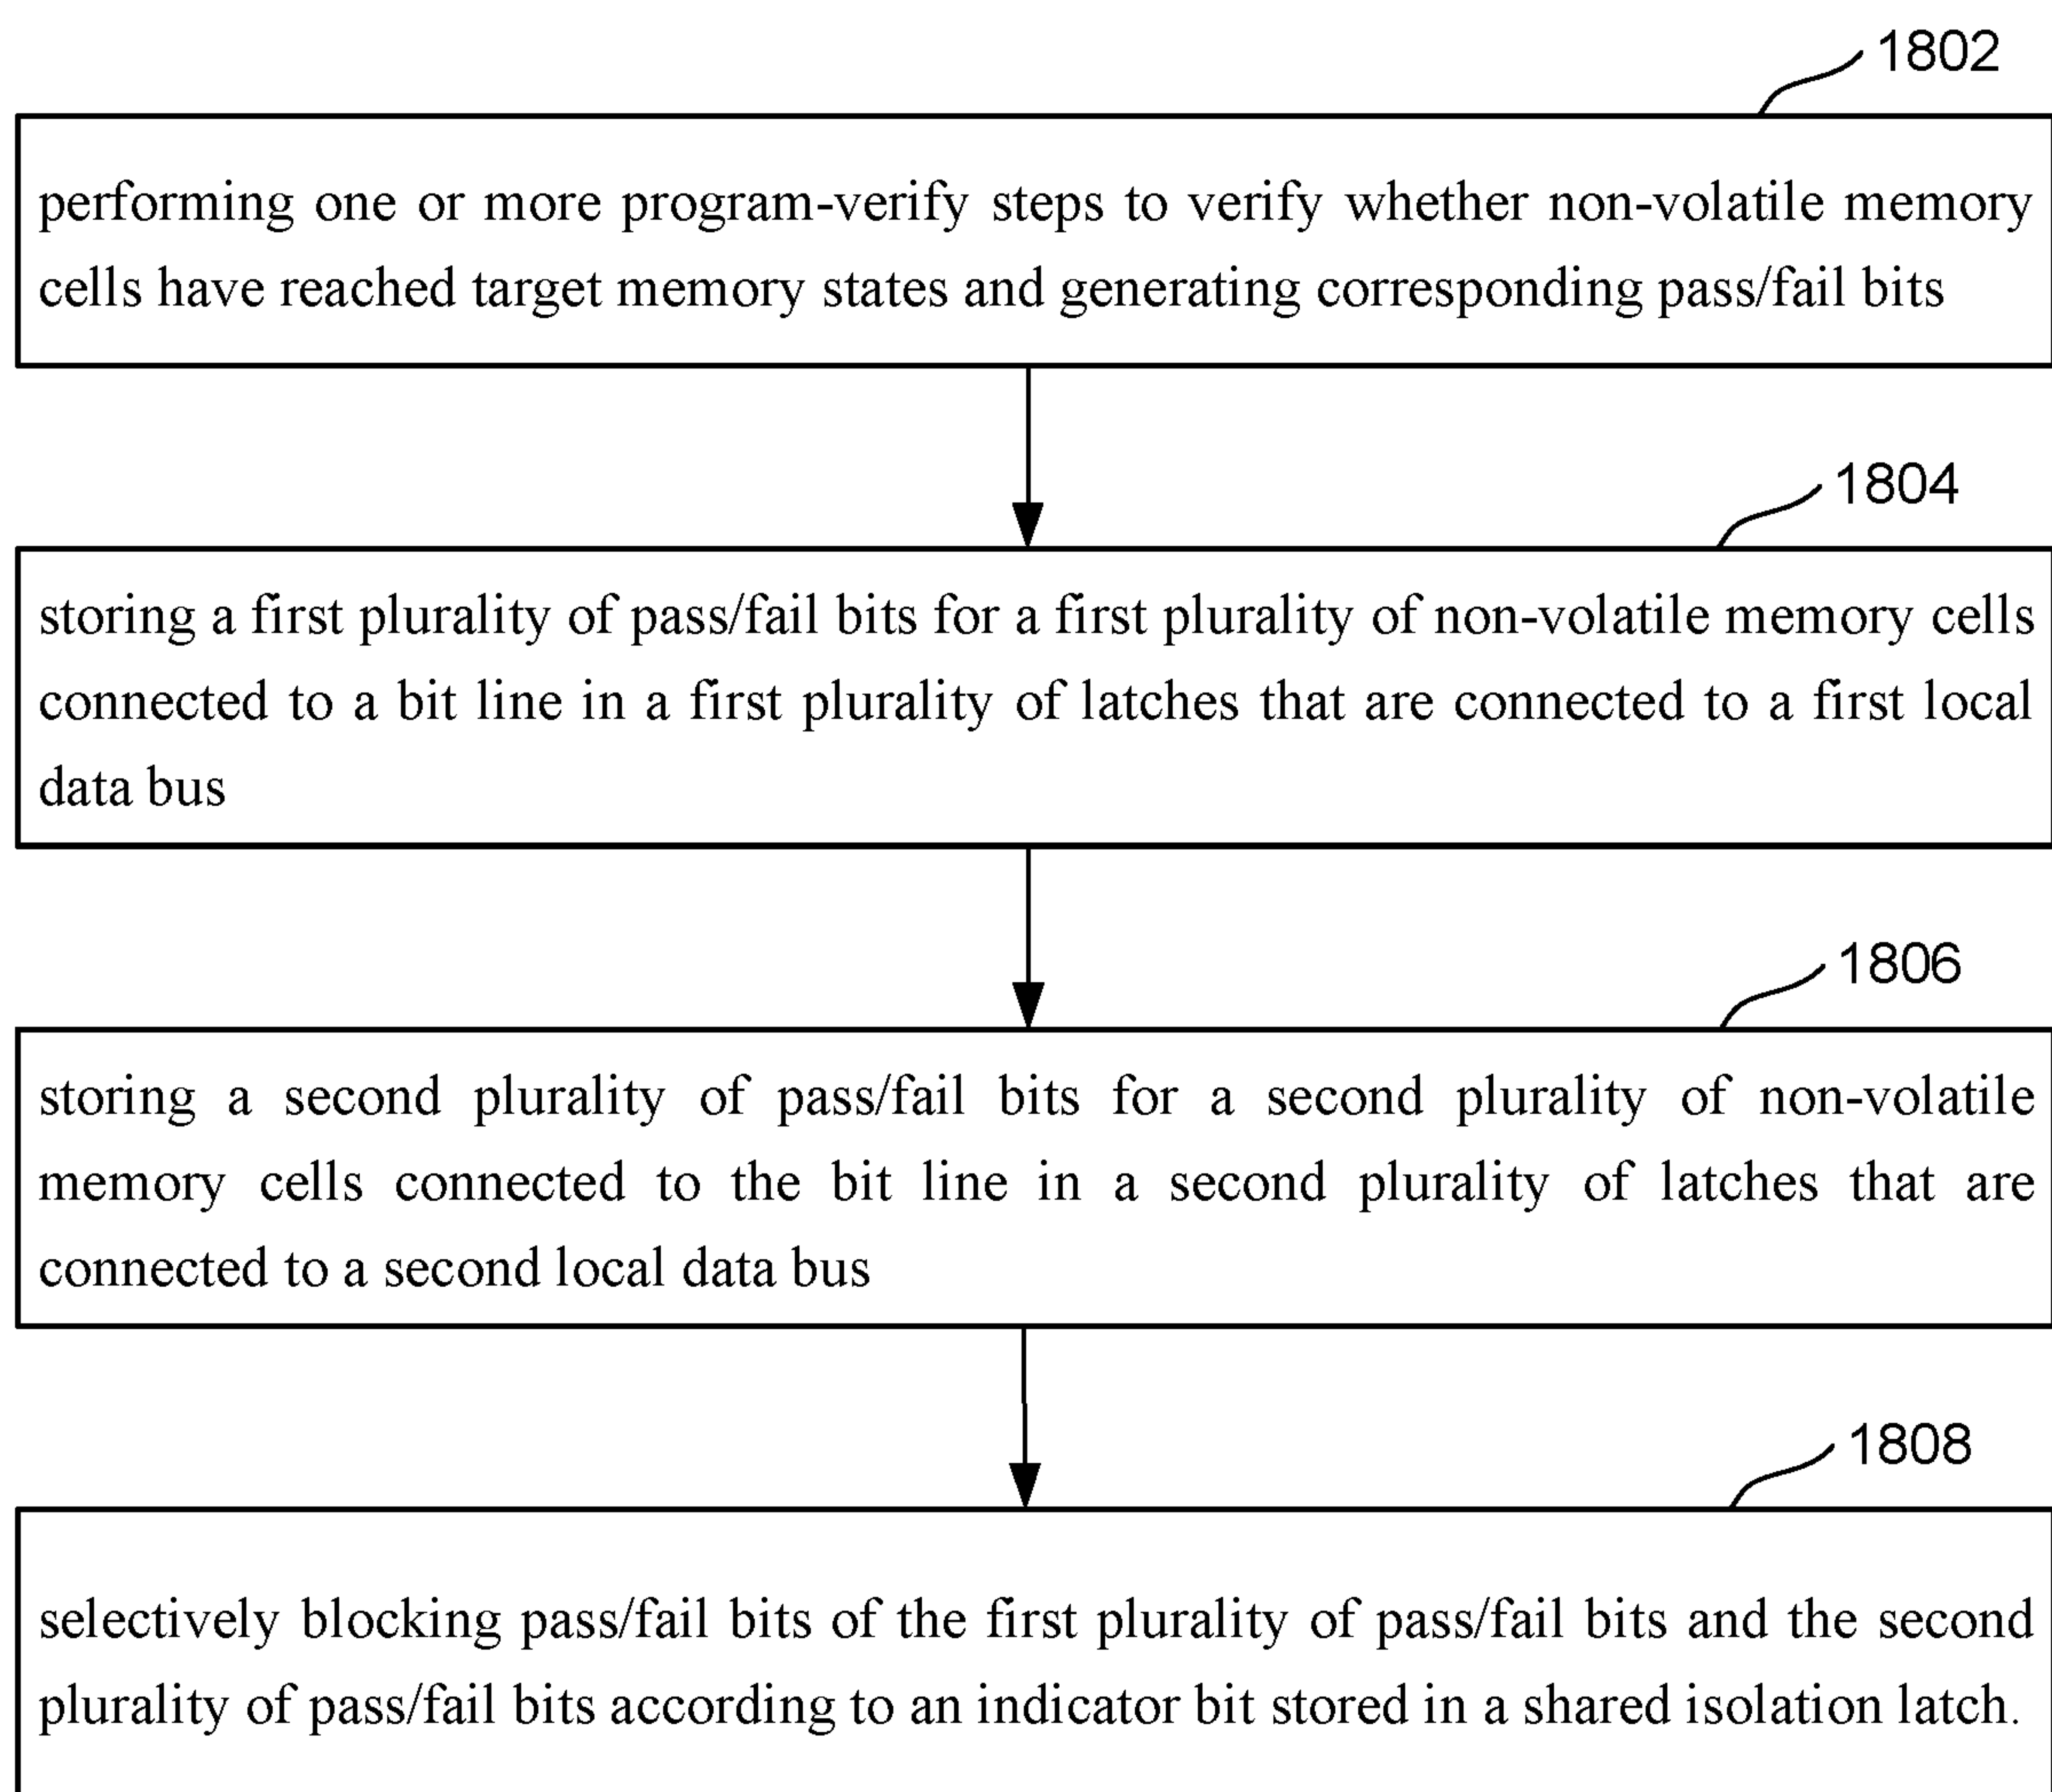 1802
performing one or more program-verify steps to verify whether non-volatile memory
cells have reached target memory states and generating corresponding pass/fail bits
1804
storing a first plurality of pass/fail bits for a first plurality of non-volatile memory cells
connected to a bit line in a first plurality of latches that are connected to a first local
data bus
1806
storing a second plurality of pass/fail bits for a second plurality of non-volatile
memory cells connected to the bit line in a second plurality of latches that are
connected to a second local data bus
1808
selectively blocking pass/fail bits of the first plurality of pass/fail bits and the second
plurality of pass/fail bits according to an indicator bit stored in a shared isolation latch.